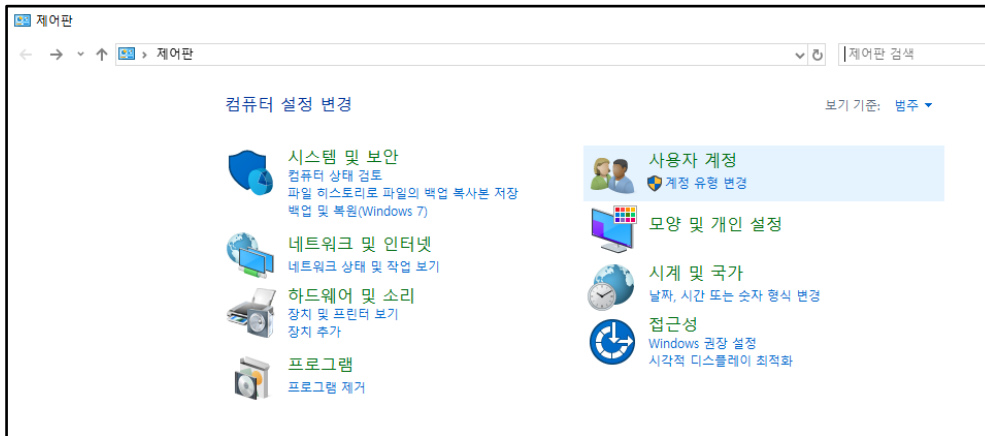 제어판
제어판
제어판 검색
컴퓨터 설정 변경
보기 기준: 범주
시스템 및 보안
컴퓨터 상태 검토
파일 히스토리로 파일의 백업 복사본 저장
백업 및 복원(Windows 7)
네트워크 및 인터넷
네트워크 상태 및 작업 보기
하드웨어 및 소리
장치 및 프린터 보기
장치 추가
프로그램
프로그램 제거
사용자 계정
계정 유형 변경
모양 및 개인 설정
시계 및 국가
날짜, 시간 또는 숫자 형식 변경
접근성
Windows 권장 설정
시각적 디스플레이 최적화